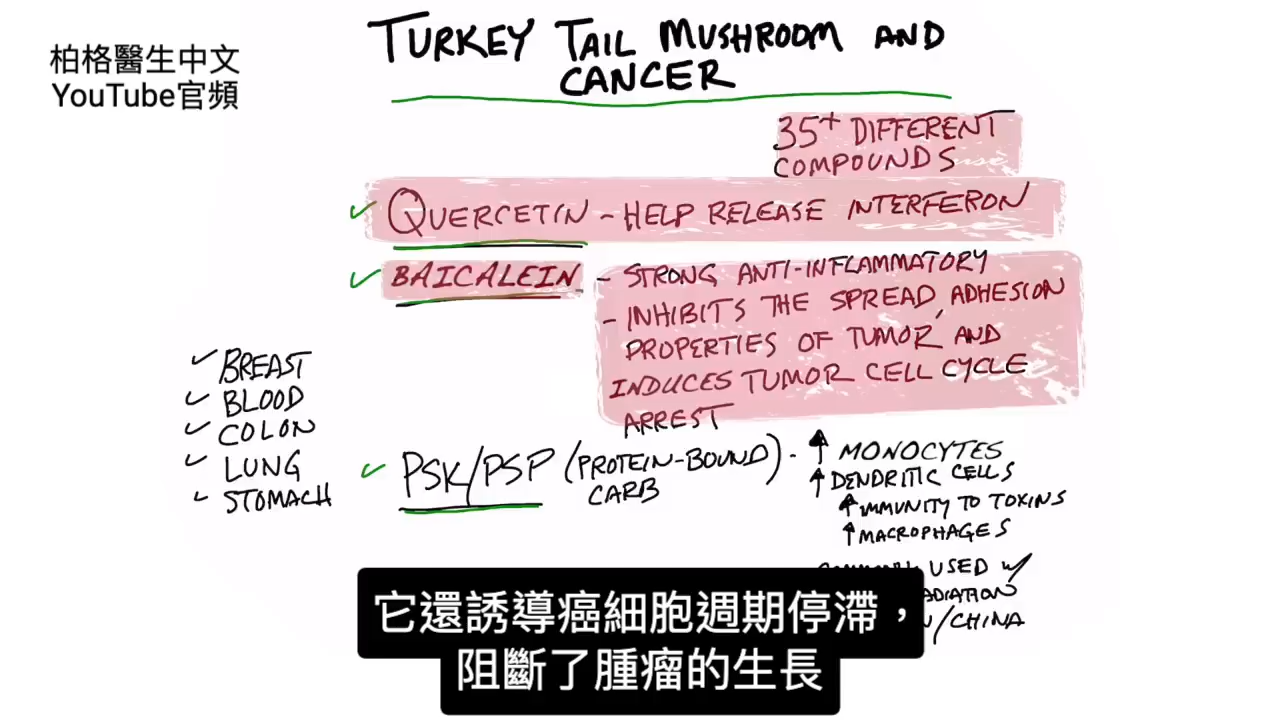 柏格醫生中文
YouTube官頻
TURKEY TAIL MUSHROOM AND
CANCER
35+ DIFFERENT
COMPOUNDS
✓ QUERCETIN – HELP RELEASE INTERFERON
✓ BAICALEIN – STRONG ANTI-INFLAMMATORY
– INHIBITS THE SPREAD, ADHESION
PROPERTIES OF TUMOR AND
INDUCES TUMOR CELL CYCLE
ARREST
✓ BREAST
✓ BLOOD
✓ COLON
✓ LUNG
✓ STOMACH
✓ PSK/PSP (PROTEIN-BOUND) -
CARB
↑ MONOCYTES
↑ DENDRITIC CELLS
↑ IMMUNITY TO TOXINS
↑ MACROPHAGES
USED w/
/CHINA
它還誘導癌細胞週期停滯，
阻斷了腫瘤的生長